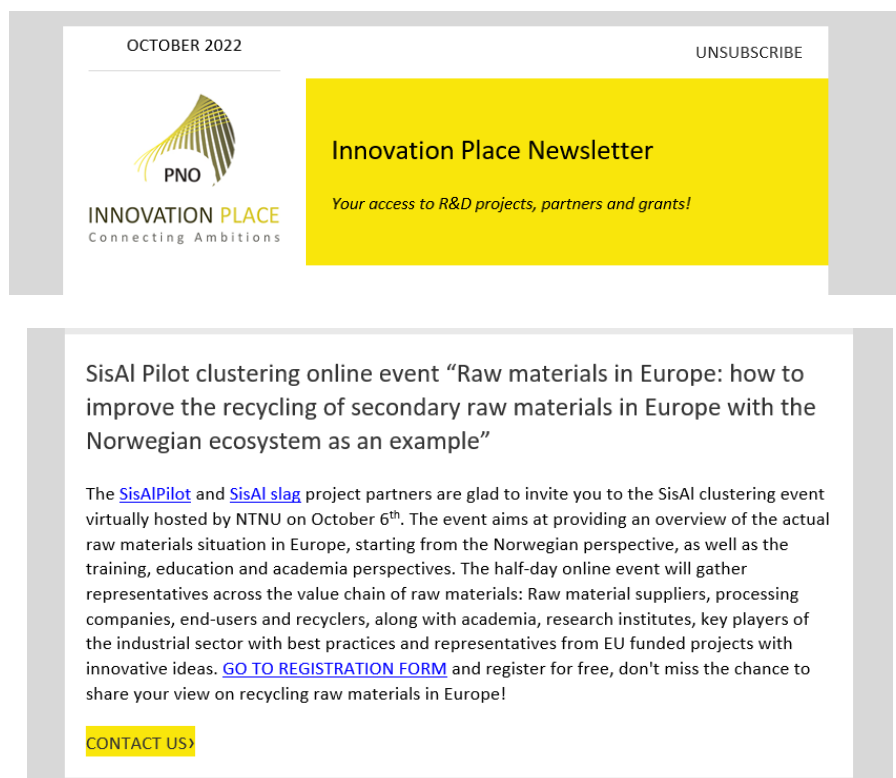 OCTOBER 2022
UNSUBSCRIBE
PNO
INNOVATION PLACE
Connecting Ambitions
Innovation Place Newsletter
Your access to R&D projects, partners and grants!
SisAl Pilot clustering online event “Raw materials in Europe: how to
improve the recycling of secondary raw materials in Europe with the
Norwegian ecosystem as an example”
The SisAlPilot and SisAl slag project partners are glad to invite you to the SisAl clustering event
virtually hosted by NTNU on October 6th. The event aims at providing an overview of the actual
raw materials situation in Europe, starting from the Norwegian perspective, as well as the
training, education and academia perspectives. The half-day online event will gather
representatives across the value chain of raw materials: Raw material suppliers, processing
companies, end-users and recyclers, along with academia, research institutes, key players of
the industrial sector with best practices and representatives from EU funded projects with
innovative ideas. GO TO REGISTRATION FORM and register for free, don't miss the chance to
share your view on recycling raw materials in Europe!
CONTACT US›